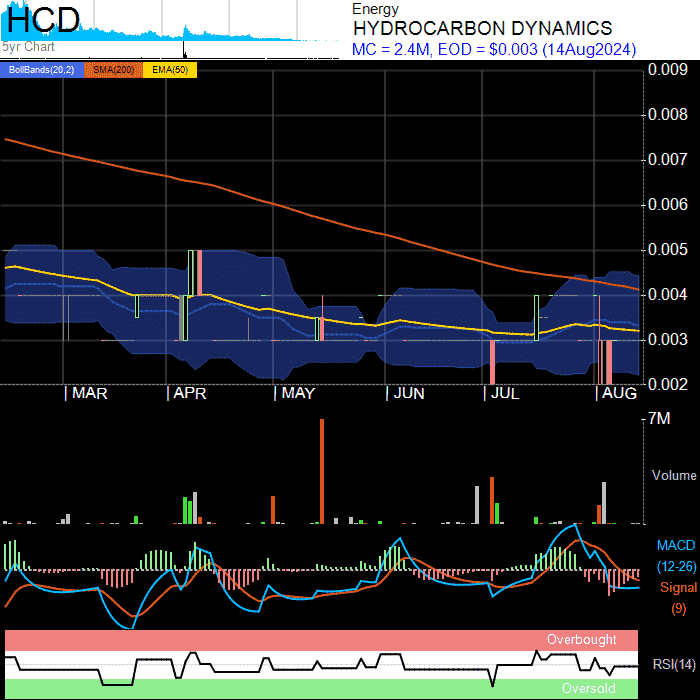 HCD
5yr Chart
Energy
HYDROCARBON DYNAMICS
MC = 2.4M, EOD = $0.003 (14Aug2024)
BollBands(20,2) SMA(200) EMA(50)
0.009
0.008
0.007
0.006
0.005
0.004
0.003
0.002
MAR APR MAY JUN JUL AUG
7M
Volume
MACD
(12-26)
Signal
(9)
Overbought
RSI(14)
Oversold